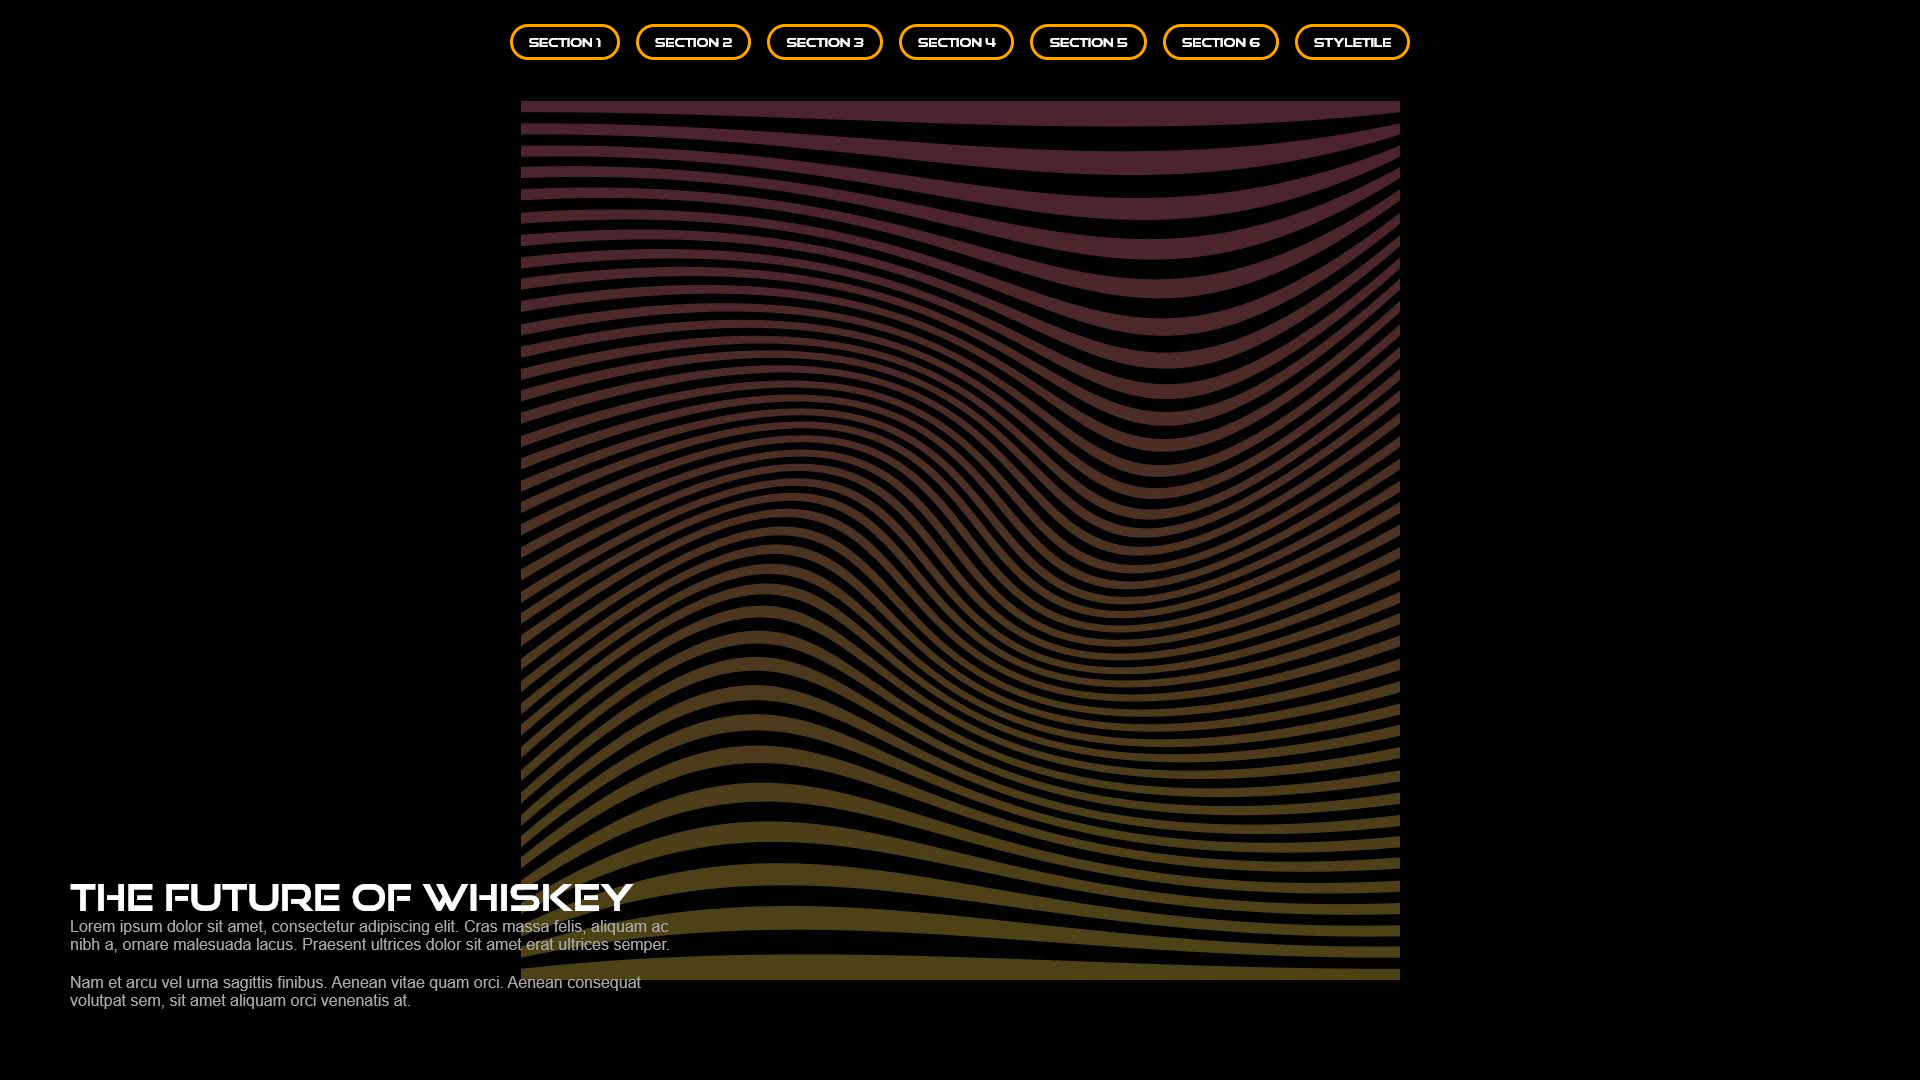 SECTION 1
SECTION 2
SECTION 3
SECTION 4
SECTION 5
SECTION 6
STYLETILE
THE FUTURE OF WHISKEY
Lorem ipsum dolor sit amet, consectetur adipiscing elit. Cras massa felis, aliquam ac
nibh a, ornare malesuada lacus. Praesent ultrices dolor sit amet erat ultrices semper.
Nam et arcu vel urna sagittis finibus. Aenean vitae quam orci. Aenean consequat
volutpat sem, sit amet aliquam orci venenatis at.